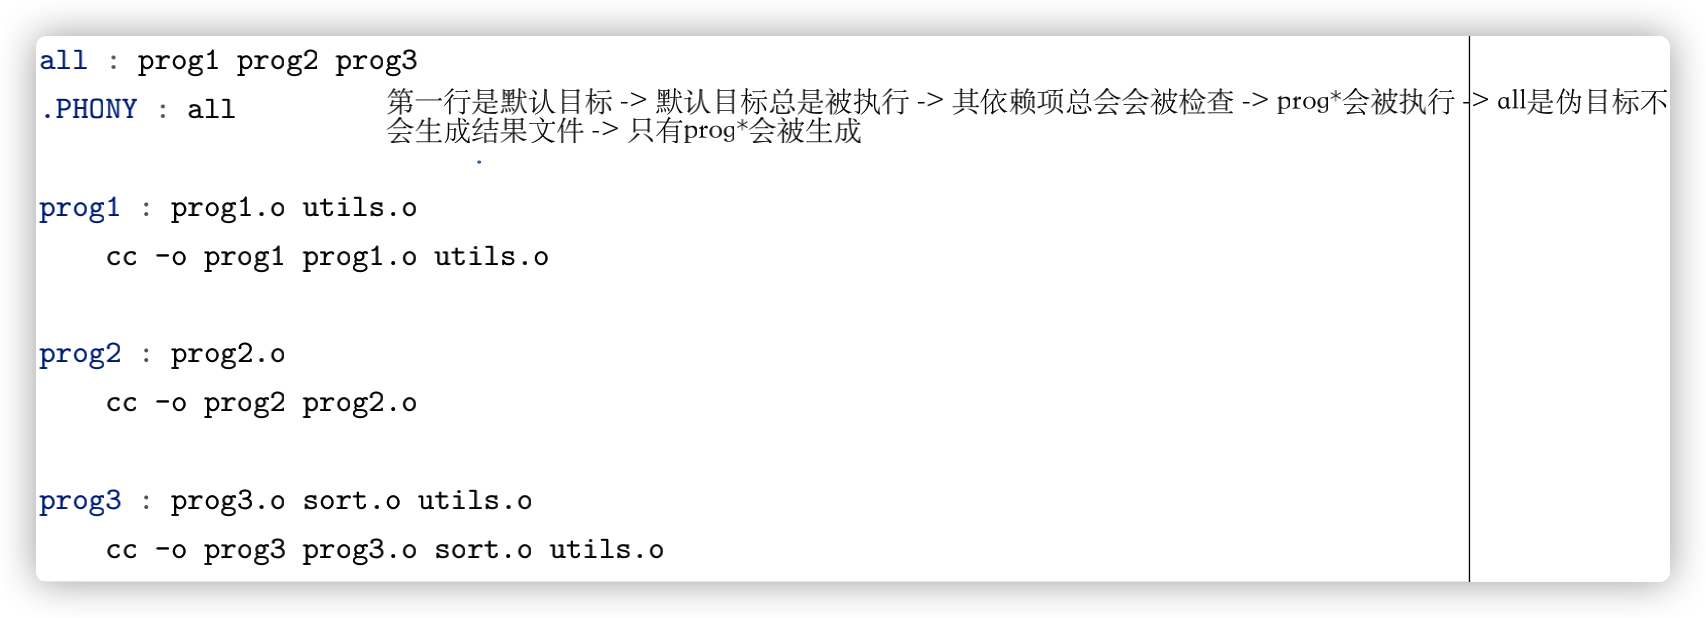 all : prog1 prog2 prog3
.PHONY : all
第一行是默认目标 -> 默认目标总是被执行 -> 其依赖项总会会被检查 -> prog*会被执行 -> all是伪目标不
会生成结果文件 -> 只有prog*会被生成
prog1 : prog1.o utils.o
cc -o prog1 prog1.o utils.o
prog2 : prog2.o
cc -o prog2 prog2.o
prog3 : prog3.o sort.o utils.o
cc -o prog3 prog3.o sort.o utils.o